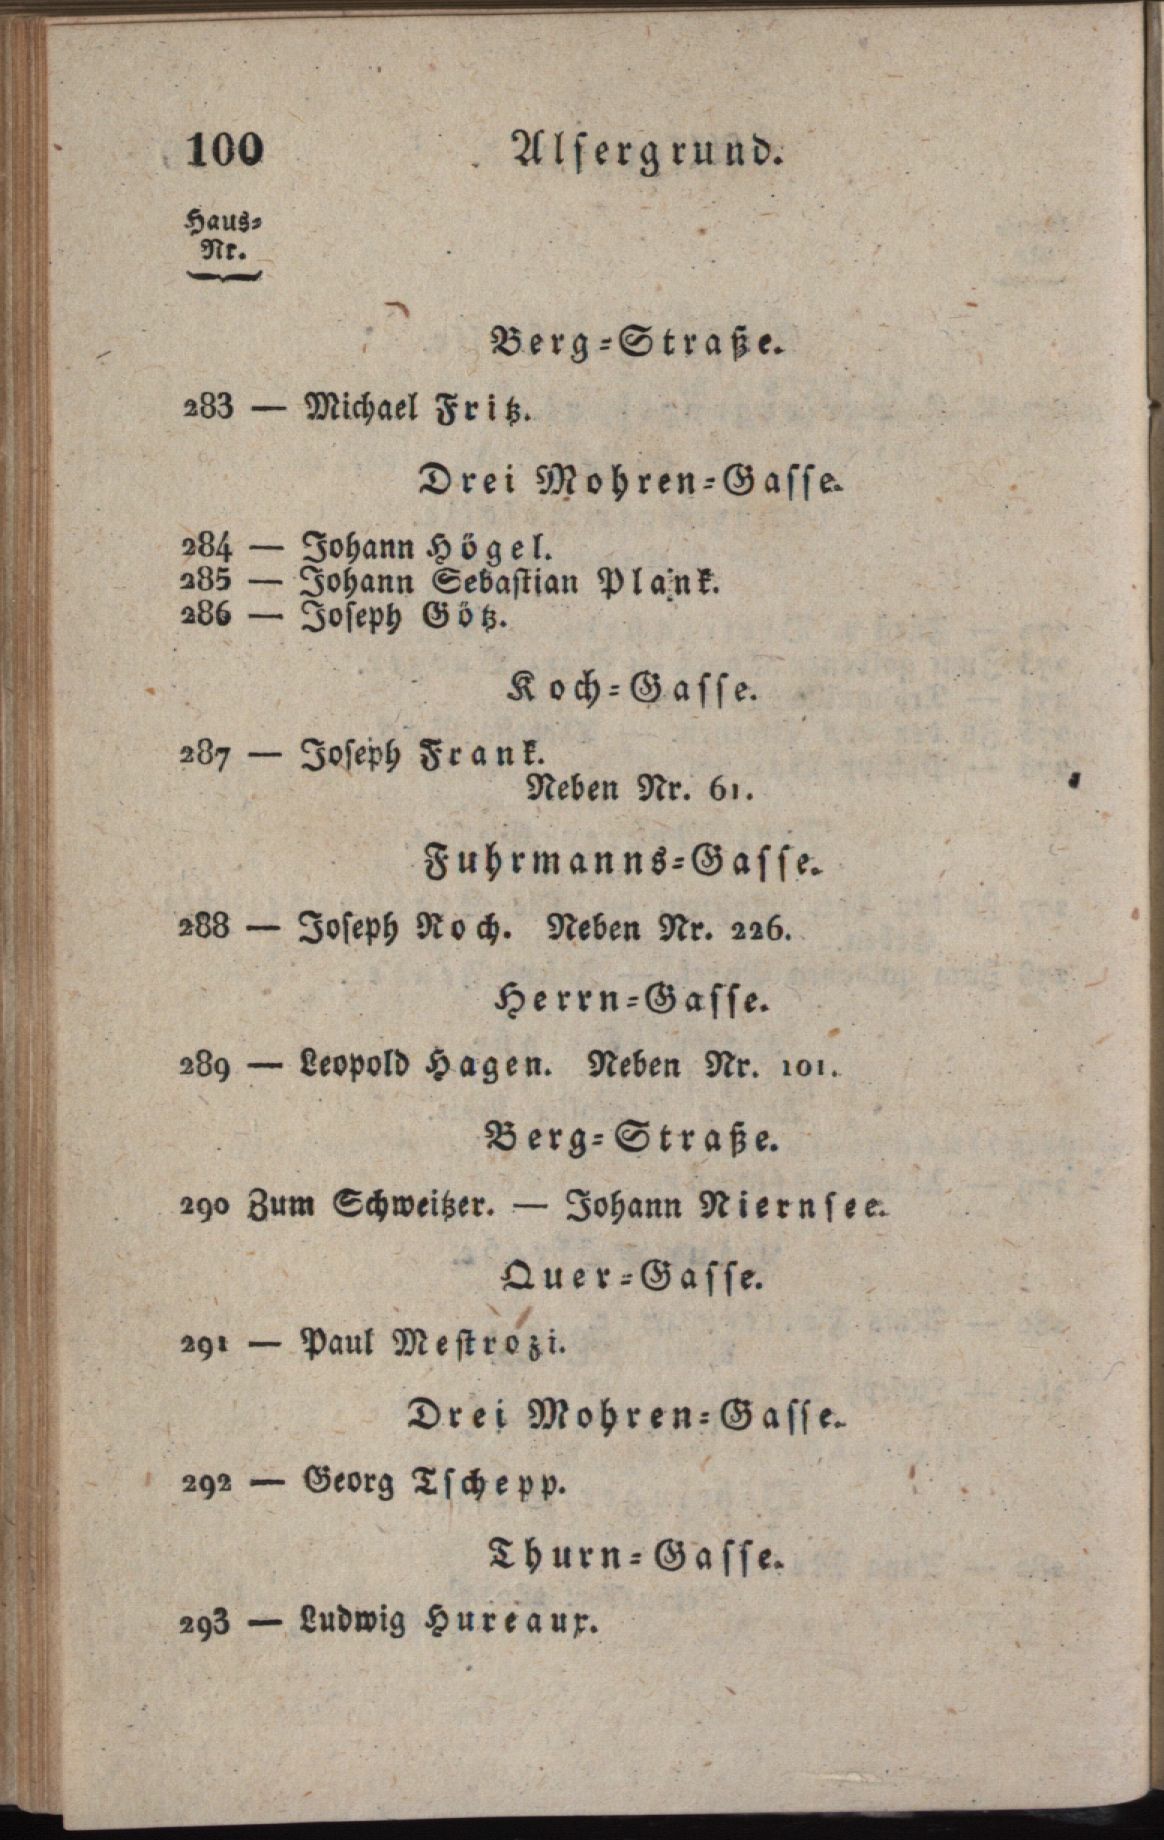 100 Alsergrund.
Haus-
Nr.
Berg-Straße.
283 — Michael Fritz.
Drei Mohren-Gasse.
284 — Johann Högel.
285 — Johann Sebastian Plank.
286 — Joseph Götz.
Koch-Gasse.
287 — Joseph Frank.
Neben Nr. 61.
Fuhrmanns-Gasse.
288 — Joseph Noch. Neben Nr. 226.
Herrn-Gasse.
289 — Leopold Hagen. Neben Nr. 101.
Berg-Straße.
290 Zum Schweitzer. — Johann Niernsee.
Quer-Gasse.
291 — Paul Mestrozi.
Drei Mohren-Gasse.
292 — Georg Tschepp.
Thurn-Gasse.
293 — Ludwig Hureaux.